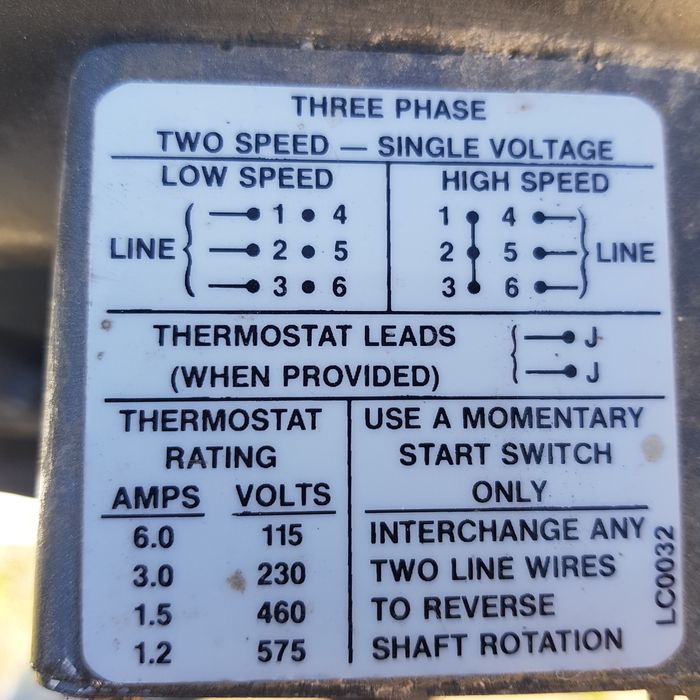 THREE PHASE
TWO SPEED — SINGLE VOLTAGE
LOW SPEED
LINE
1 4
2 5
3 6
HIGH SPEED
1 4
2 5
3 6
LINE
THERMOSTAT LEADS
(WHEN PROVIDED)
J
J
THERMOSTAT
RATING
AMPS VOLTS
6.0 115
3.0 230
1.5 460
1.2 575
USE A MOMENTARY
START SWITCH
ONLY
INTERCHANGE ANY
TWO LINE WIRES
TO REVERSE
SHAFT ROTATION
LC0032